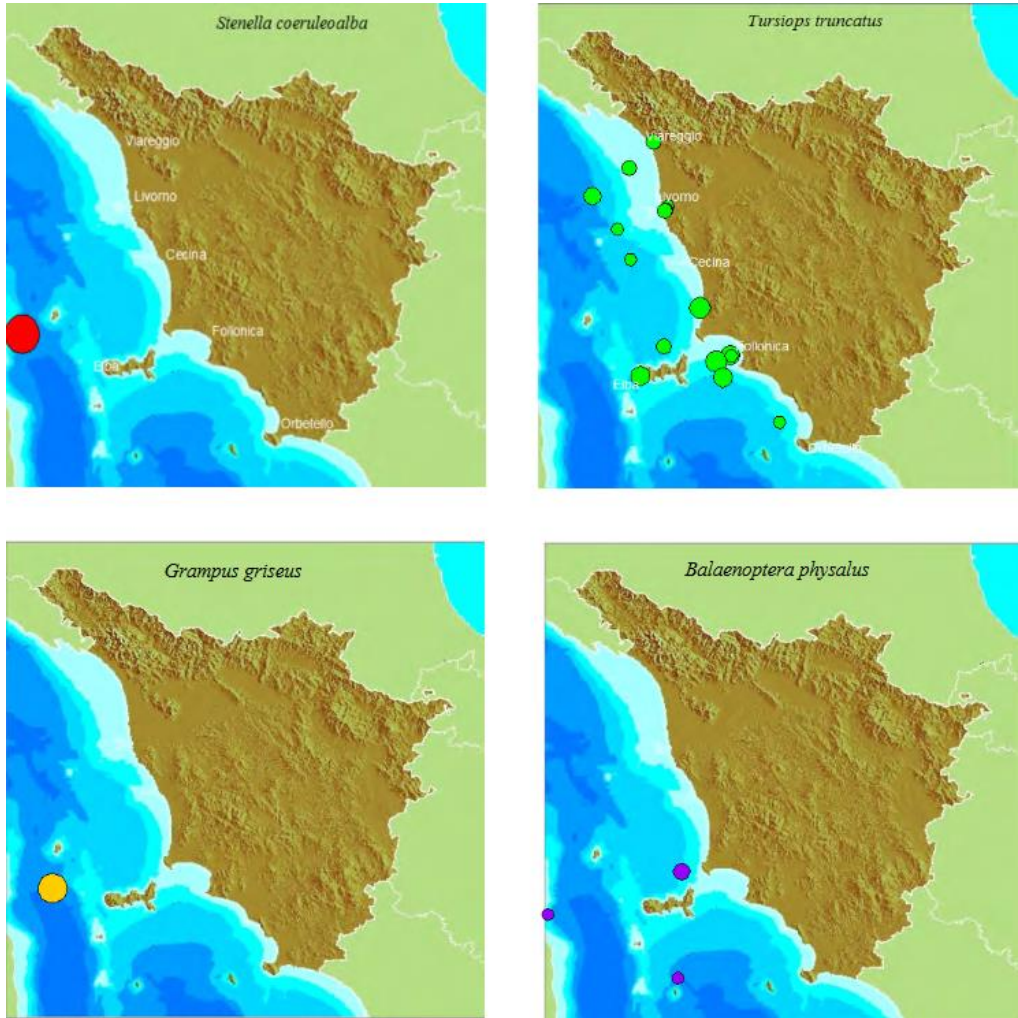 Stenella coeruleoalba
Viareggio
Livorno
Cecina
Follonica
Elba
Orbetello
Tursiops truncatus
Viareggio
Livorno
Cecina
Follonica
Elba
Grampus griseus
Balaenoptera physalus